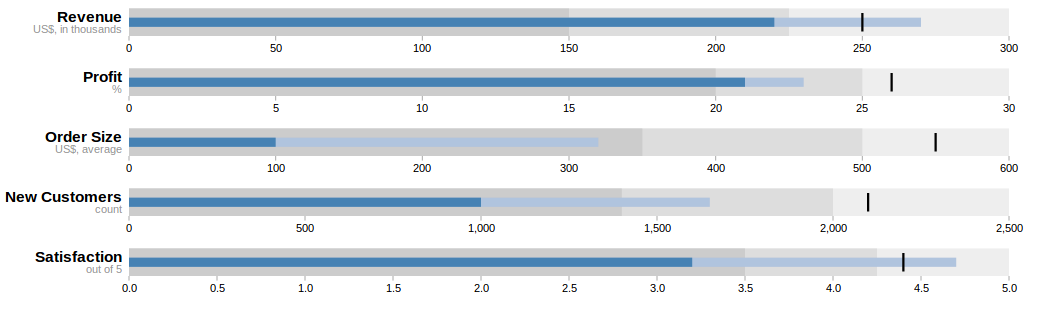 Revenue
US$, in thousands
0 50 100 150 200 250 300
Profit
%
0 5 10 15 20 25 30
Order Size
US$, average
0 100 200 300 400 500 600
New Customers
count
0 500 1,000 1,500 2,000 2,500
Satisfaction
out of 5
0.0 0.5 1.0 1.5 2.0 2.5 3.0 3.5 4.0 4.5 5.0